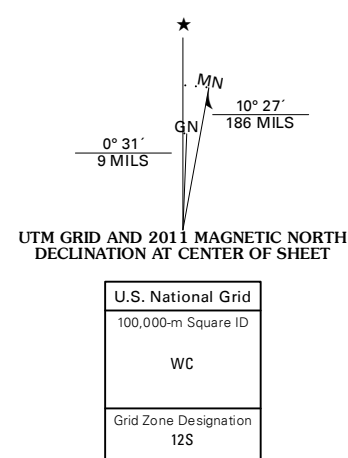 ★
MN
10° 27´
186 MILS
GN
0° 31´
9 MILS
UTM GRID AND 2011 MAGNETIC NORTH
DECLINATION AT CENTER OF SHEET
U.S. National Grid
100,000-m Square ID
WC
Grid Zone Designation
12S